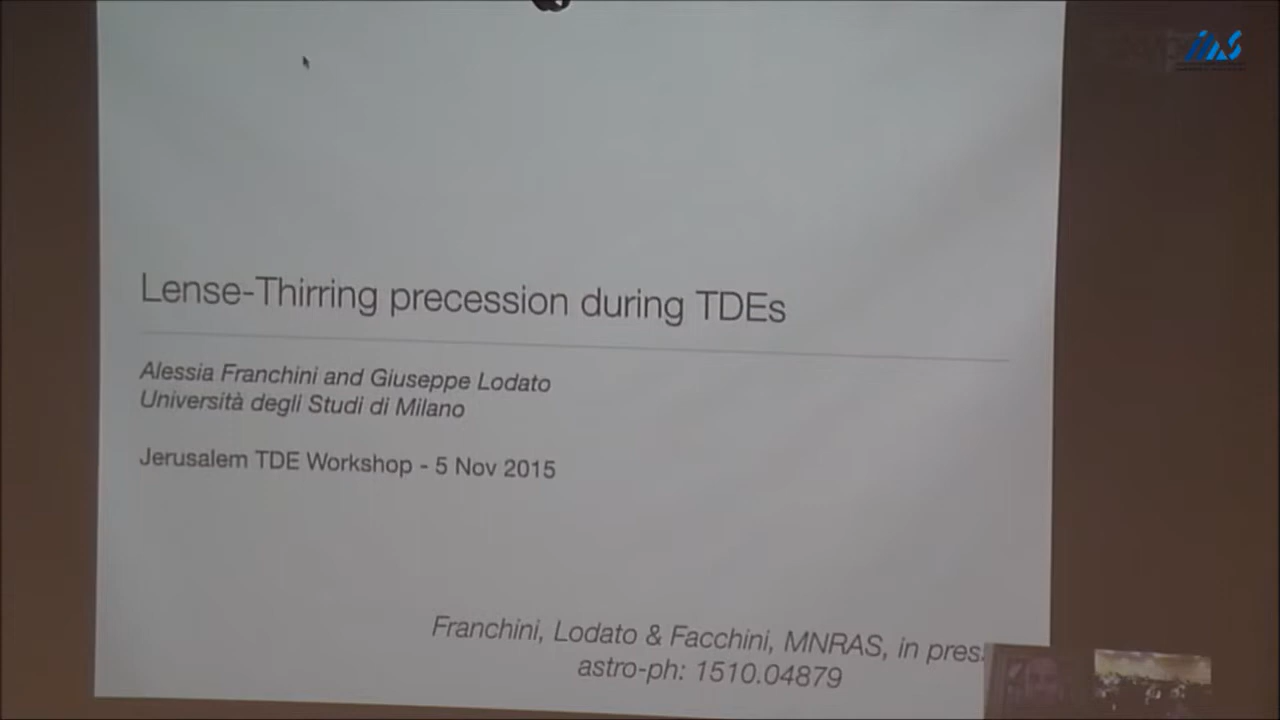 Lense-Thirring precession during TDEs
Alessia Franchini and Giuseppe Lodato
Università degli Studi di Milano
Jerusalem TDE Workshop - 5 Nov 2015
Franchini, Lodato & Facchini, MNRAS, in pres
astro-ph: 1510.04879